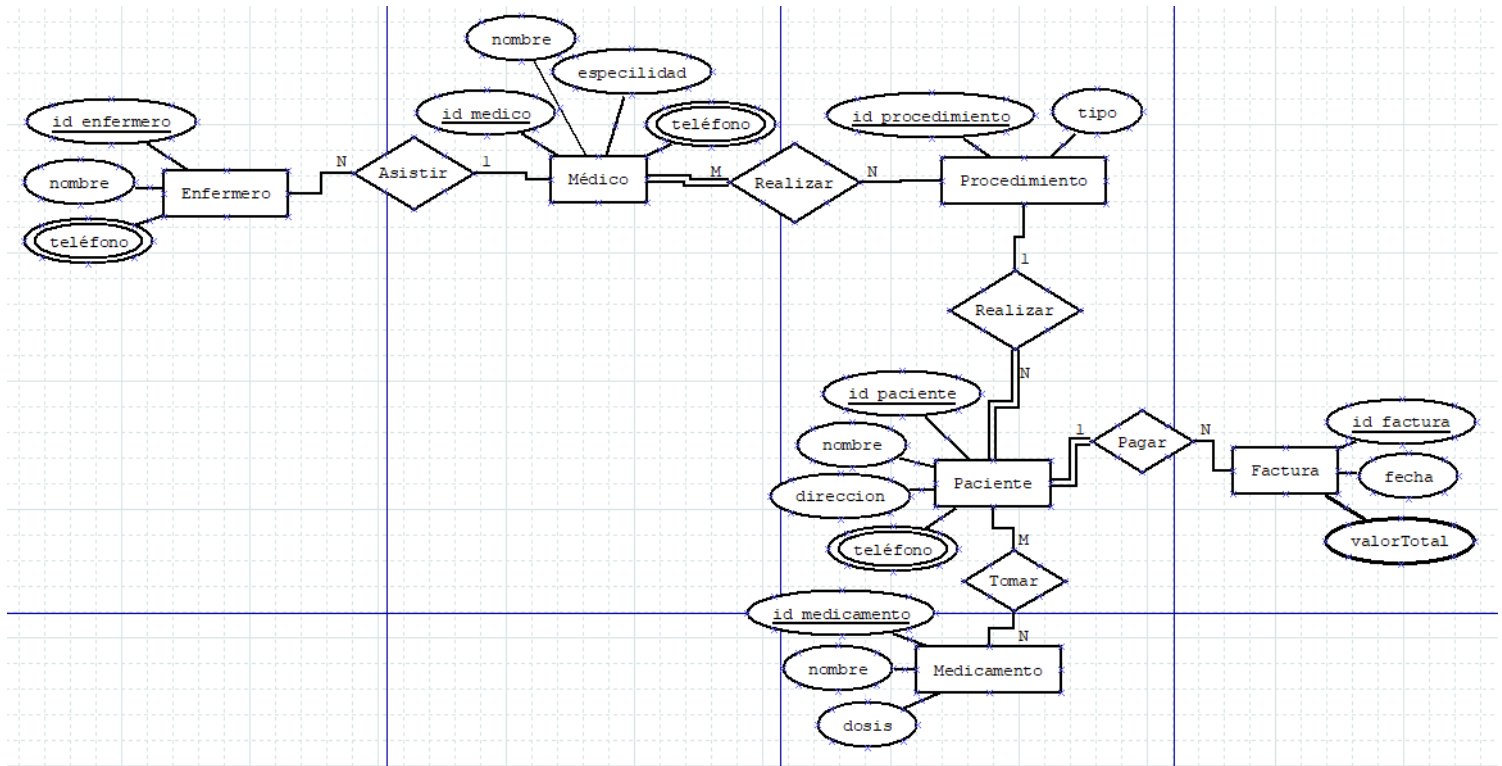 nombre
especilidad
id enfermero
id medico
teléfono
id procedimiento
tipo
nombre
Enfermero
N
Asistir
1
Médico
M
Realizar
N
Procedimiento
teléfono
1
Realizar
N
id paciente
nombre
direccion
teléfono
Paciente
1
Pagar
N
Factura
id factura
fecha
valorTotal
M
Tomar
N
id medicamento
nombre
dosis
Medicamento